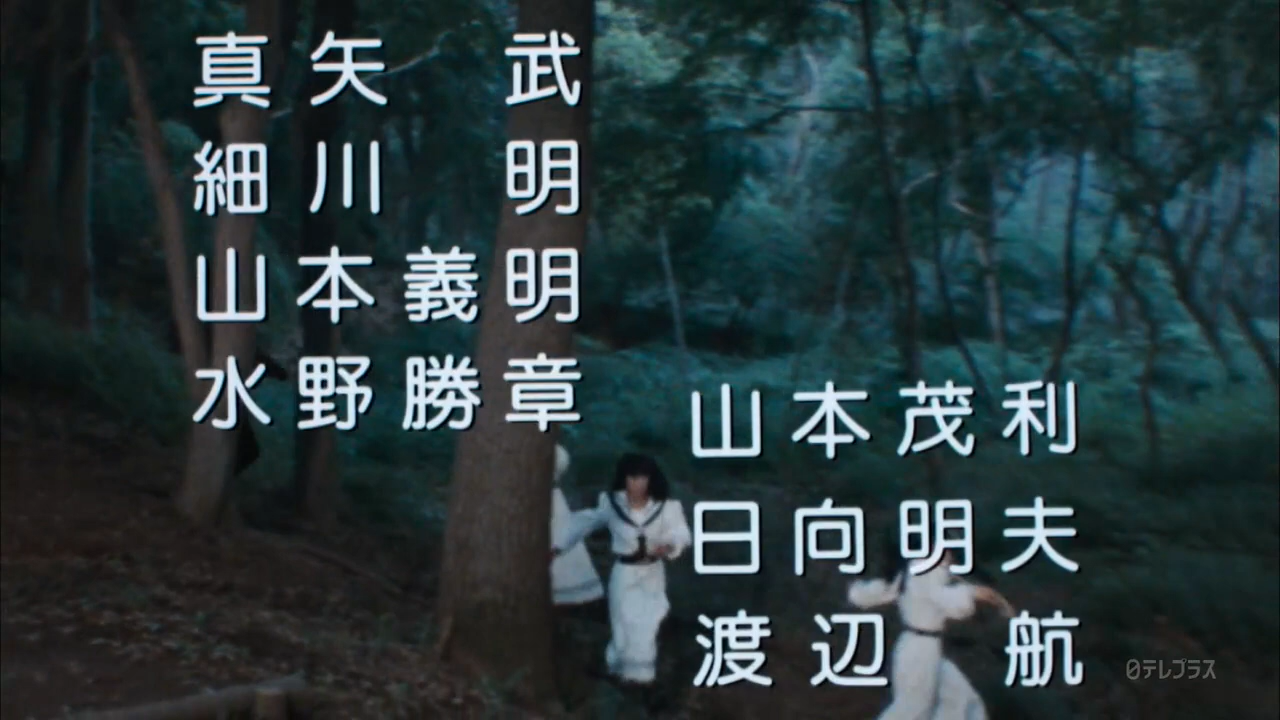 真矢 武
細川 明
山本義明
水野勝章
山本茂利
日向明夫
渡辺 航
日テレプラス